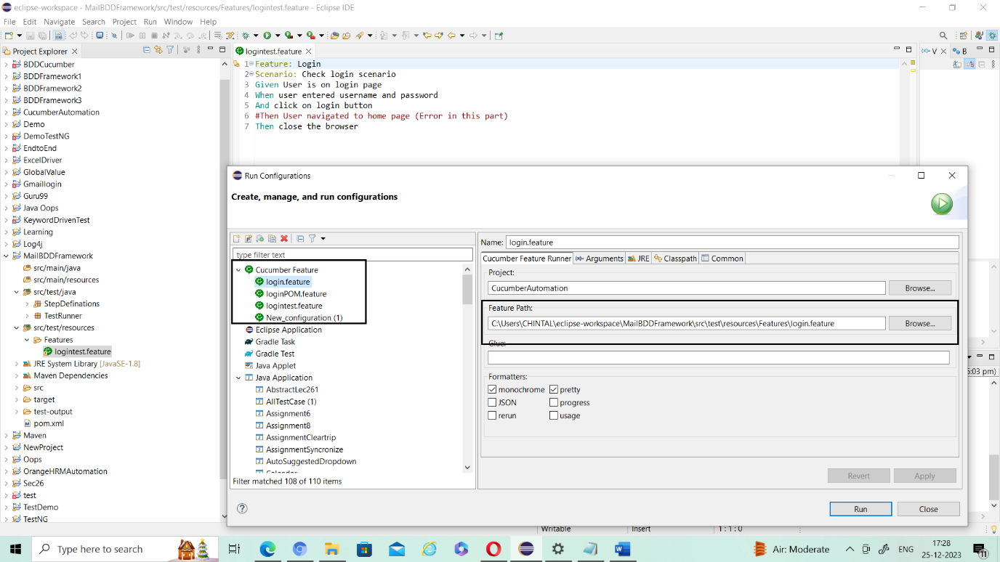 eclipse-workspace - MailBDDFramework/src/test/resources/Features/logintest.feature - Eclipse IDE
File Edit Navigate Search Project Run Window Help
Project Explorer
BDDCucumber
BDDFramework1
BDDFramework2
BDDFramework3
CucumberAutomation
Demo
DemoTestNG
EndtoEnd
ExcelDriver
GlobalValue
Gmaillogin
Guru99
Java Oops
KeywordDrivenTest
Learning
Log4j
MailBDDFramework
src/main/java
src/main/resources
src/test/java
StepDefinations
TestRunner
src/test/resources
Features
logintest.feature
JRE System Library [JavaSE-1.8]
Maven Dependencies
src
target
test-output
pom.xml
Maven
NewProject
Oops
OrangeHRMAutomation
Sec26
test
TestDemo
TestNG
logintest.feature
1 Feature: Login
2 Scenario: Check login scenario
3 Given User is on login page
4 When user entered username and password
5 And click on login button
6 #Then User navigated to home page (Error in this part)
7 Then close the browser
V
B
Run Configurations
Create, manage, and run configurations
type filter text
Cucumber Feature
login.feature
loginPOM.feature
logintest.feature
New_configuration (1)
Eclipse Application
Gradle Task
Gradle Test
Java Applet
Java Application
AbstractLec261
AllTestCase (1)
Assignment6
Assignment8
AssignmentCleartrip
AssignmentSyncronize
AutoSuggestedDropdown
Calendar
Filter matched 108 of 110 items
Name: login.feature
Cucumber Feature Runner Arguments JRE Classpath Common
Project:
CucumberAutomation Browse...
Feature Path:
C:\Users\CHINTAL\eclipse-workspace\MailBDDFramework\src\test\resources\Features\login.feature Browse...
Glue:
Formatters:
monochrome pretty
JSON progress
rerun usage
Revert Apply
Run Close
5:03 pm)
Writable Insert 1 : 1 : 0
Type here to search
Air: Moderate
ENG
17:28
25-12-2023
11